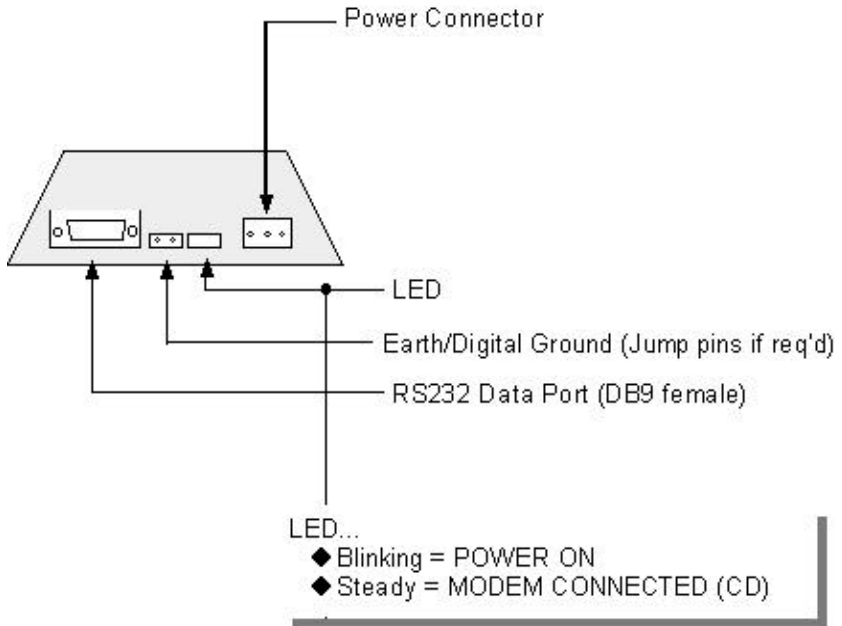 Power Connector
LED
Earth/Digital Ground (Jump pins if req'd)
RS232 Data Port (DB9 female)
LED...
◆ Blinking = POWER ON
◆ Steady = MODEM CONNECTED (CD)